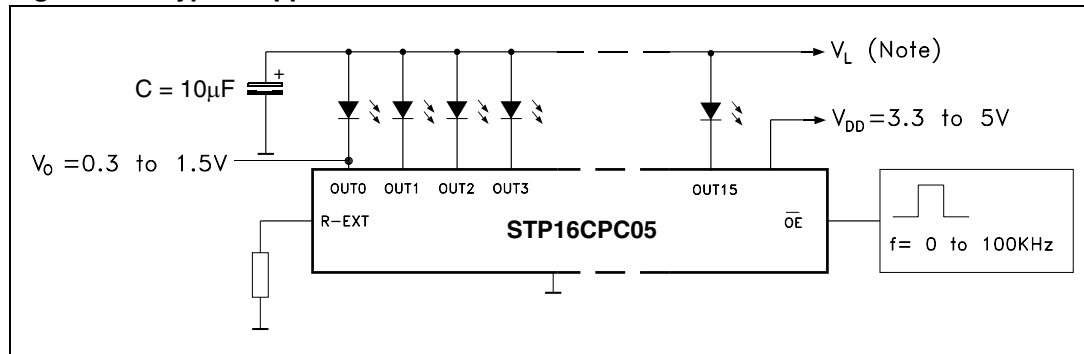 V_L (Note)
C = 10μF
+
V_DD =3.3 to 5V
V_O =0.3 to 1.5V
OUT0 OUT1 OUT2 OUT3 OUT15
R-EXT
STP16CPC05
O̅E̅
f= 0 to 100KHz